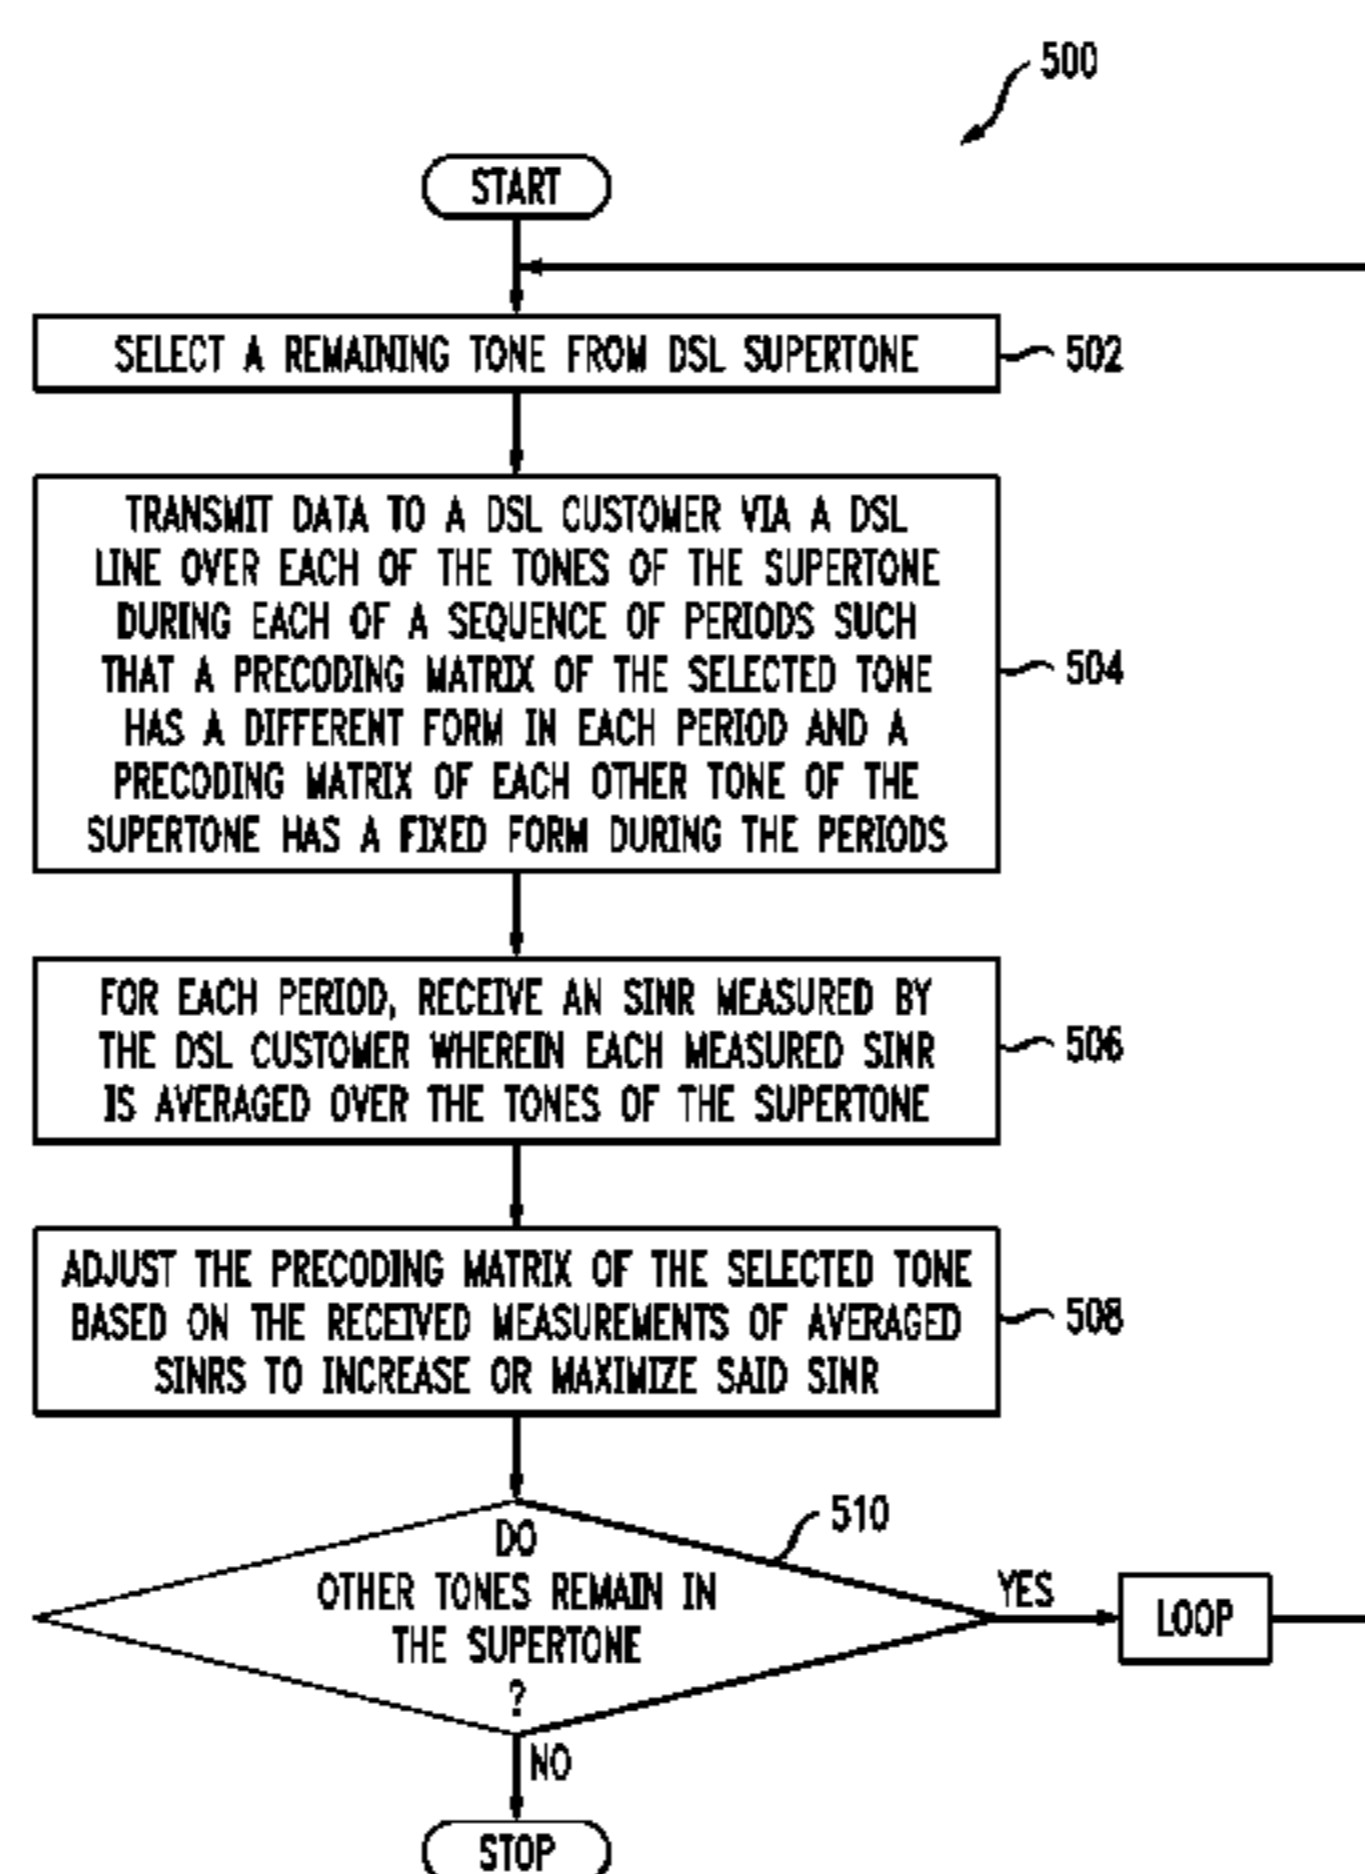 500
START
SELECT A REMAINING TONE FROM DSL SUPERTONE
502
TRANSMIT DATA TO A DSL CUSTOMER VIA A DSL
LINE OVER EACH OF THE TONES OF THE SUPERTONE
DURING EACH OF A SEQUENCE OF PERIODS SUCH
THAT A PRECODING MATRIX OF THE SELECTED TONE
HAS A DIFFERENT FORM IN EACH PERIOD AND A
PRECODING MATRIX OF EACH OTHER TONE OF THE
SUPERTONE HAS A FIXED FORM DURING THE PERIODS
504
FOR EACH PERIOD, RECEIVE AN SINR MEASURED BY
THE DSL CUSTOMER WHEREIN EACH MEASURED SINR
IS AVERAGED OVER THE TONES OF THE SUPERTONE
506
ADJUST THE PRECODING MATRIX OF THE SELECTED TONE
BASED ON THE RECEIVED MEASUREMENTS OF AVERAGED
SINRS TO INCREASE OR MAXIMIZE SAID SINR
508
510
DO
OTHER TONES REMAIN IN
THE SUPERTONE
?
YES
LOOP
NO
STOP